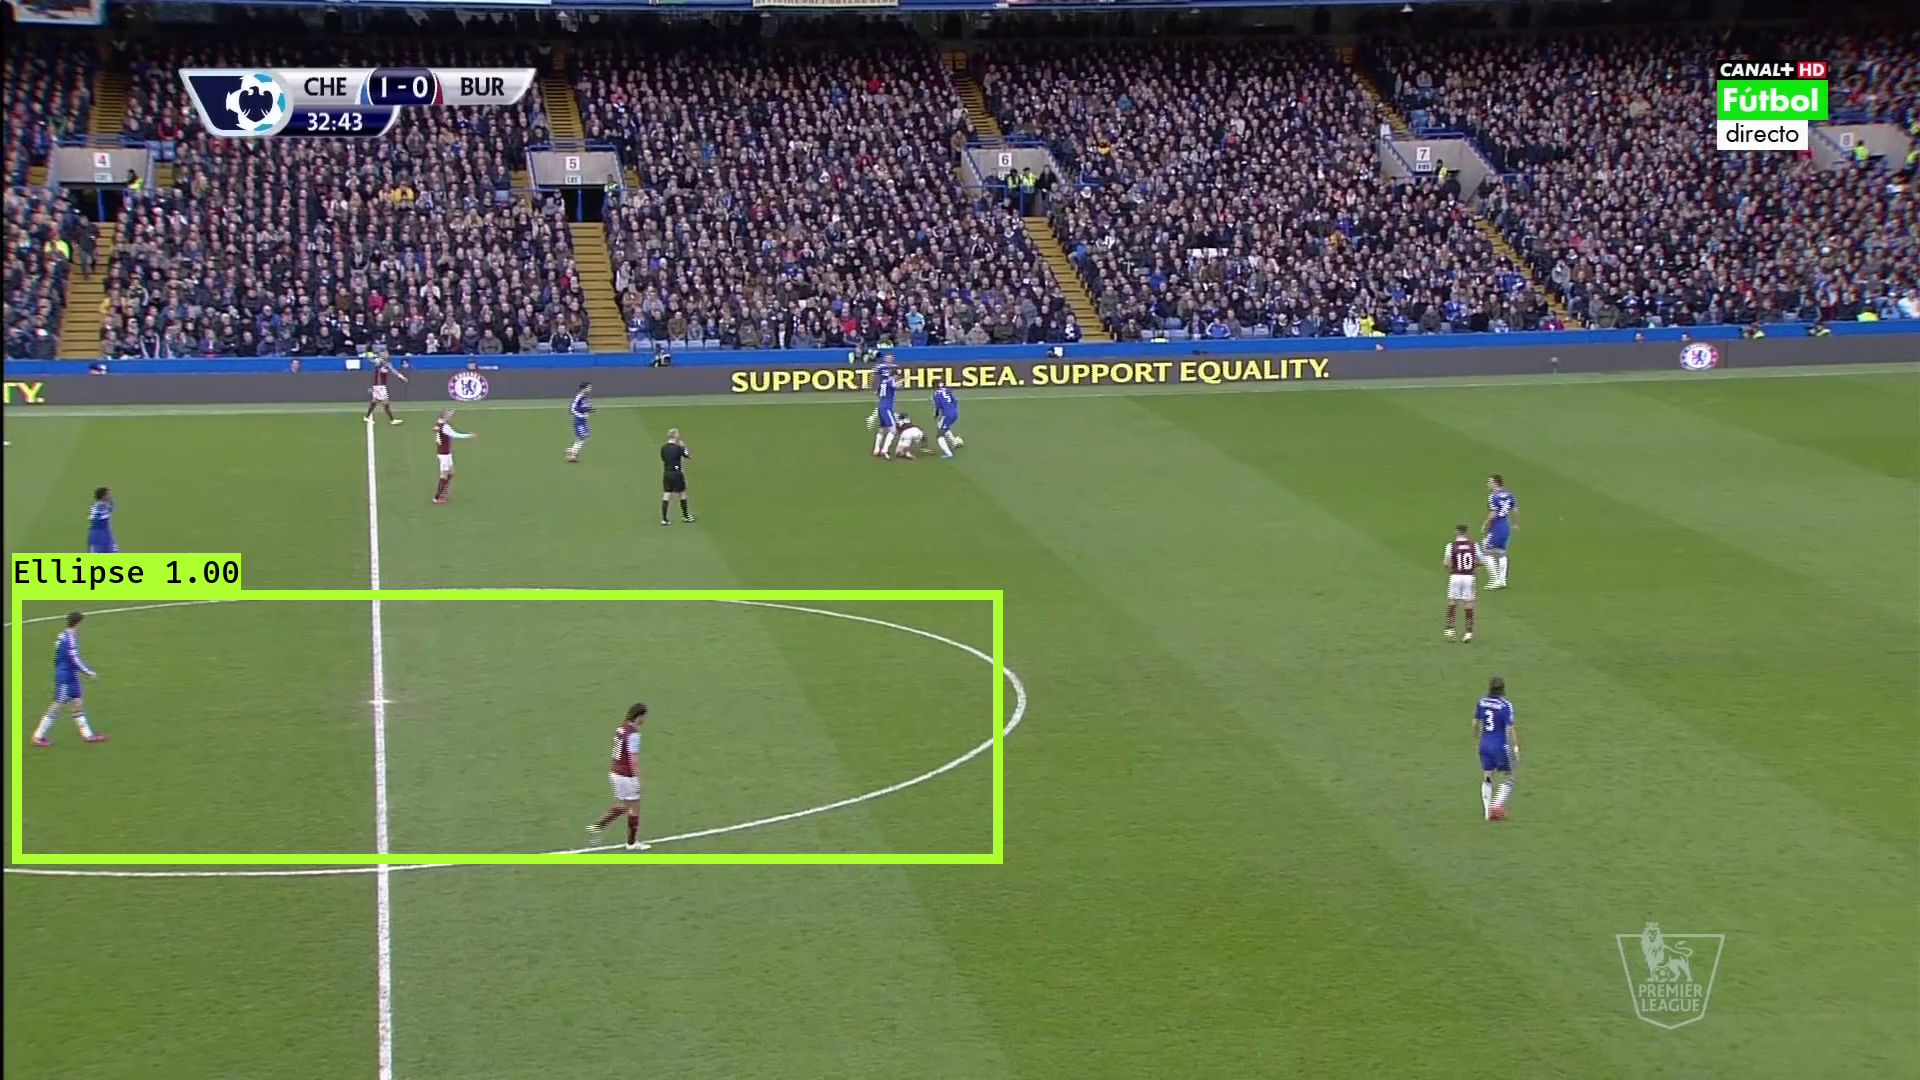 CHE 1 - 0 BUR
32:43
CANAL+ HD
Fútbol
directo
4
5
6
7
8
TY.
SUPPORT CHELSEA. SUPPORT EQUALITY.
10
3
Ellipse 1.00
PREMIER
LEAGUE